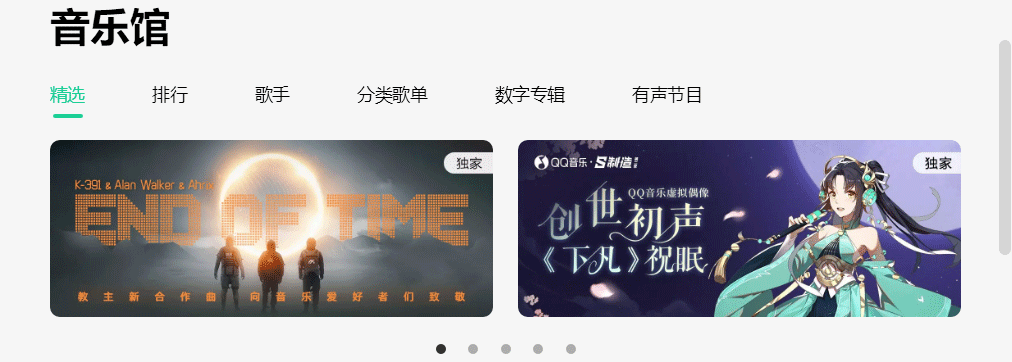 音乐馆
精选
排行
歌手
分类歌单
数字专辑
有声节目
独家
K-391 & Alan Walker & Ahrix
END OF TIME
教主新合作曲 向音乐爱好者们致敬
QQ音乐·S制造
独家
QQ音乐虚拟偶像
创世初声
《下凡》祝眠